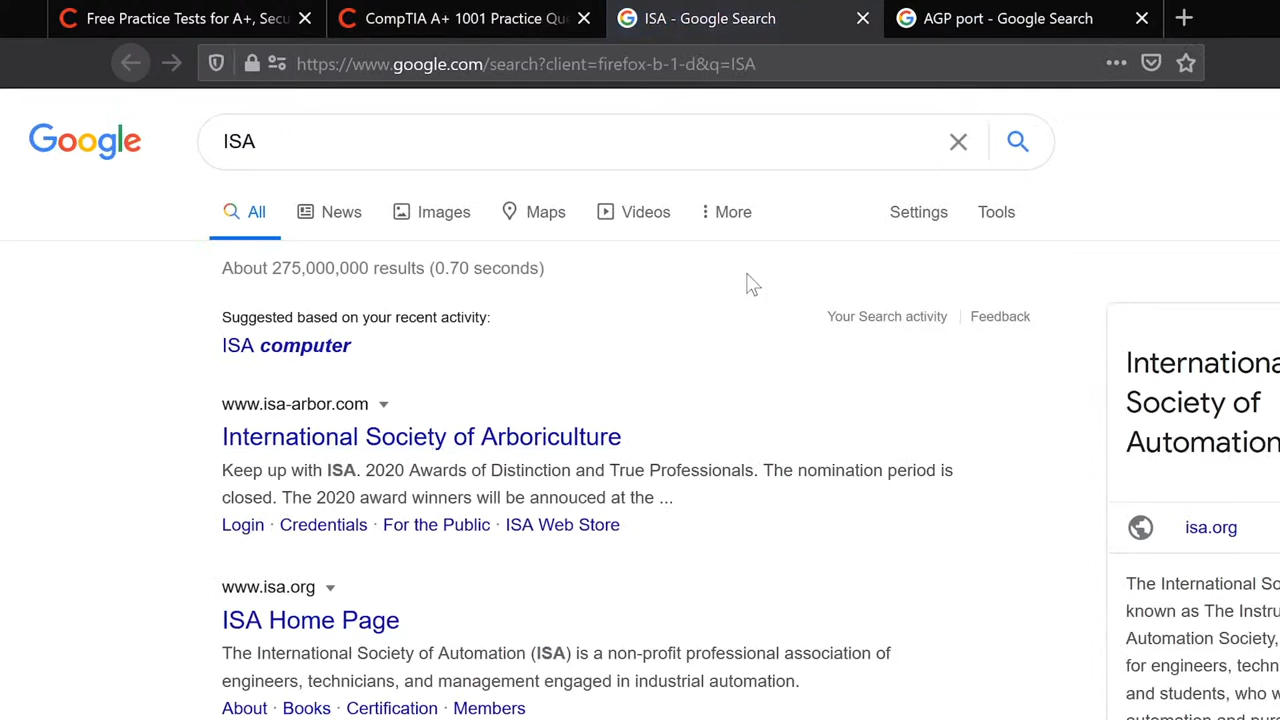 Free Practice Tests for A+, Secu
CompTIA A+ 1001 Practice Que
ISA - Google Search
AGP port - Google Search
https://www.google.com/search?client=firefox-b-1-d&q=ISA
Google
ISA
All
News
Images
Maps
Videos
More
Settings
Tools
About 275,000,000 results (0.70 seconds)
Suggested based on your recent activity:
Your Search activity
Feedback
ISA computer
www.isa-arbor.com
International Society of Arboriculture
Keep up with ISA. 2020 Awards of Distinction and True Professionals. The nomination period is
closed. The 2020 award winners will be annouced at the ...
Login · Credentials · For the Public · ISA Web Store
www.isa.org
ISA Home Page
The International Society of Automation (ISA) is a non-profit professional association of
engineers, technicians, and management engaged in industrial automation.
About · Books · Certification · Members
Internationa
Society of
Automation
isa.org
The International So
known as The Instru
Automation Society,
for engineers, techn
and students, who w
automation and purs